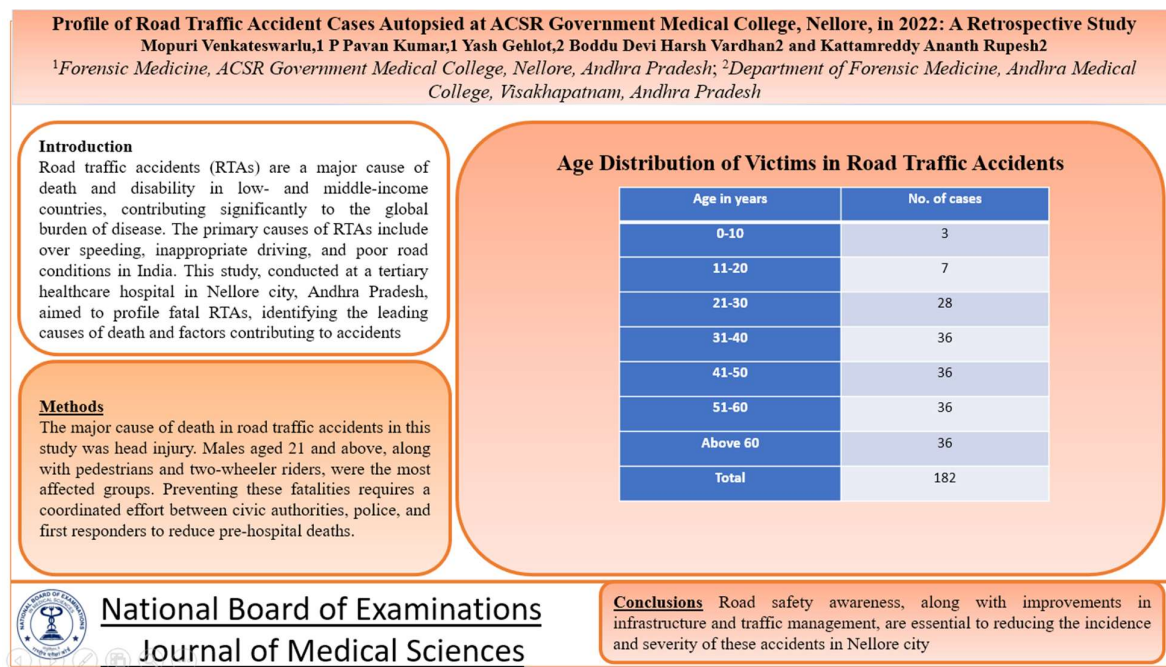 Profile of Road Traffic Accident Cases Autopsied at ACSR Government Medical College, Nellore, in 2022: A Retrospective Study
Mopuri Venkateswarlu,1 P Pavan Kumar,1 Yash Gehlot,2 Boddu Devi Harsh Vardhan2 and Kattamreddy Ananth Rupesh2
1Forensic Medicine, ACSR Government Medical College, Nellore, Andhra Pradesh; 2Department of Forensic Medicine, Andhra Medical
College, Visakhapatnam, Andhra Pradesh
Introduction
Road traffic accidents (RTAs) are a major cause of
death and disability in low- and middle-income
countries, contributing significantly to the global
burden of disease. The primary causes of RTAs include
over speeding, inappropriate driving, and poor road
conditions in India. This study, conducted at a tertiary
healthcare hospital in Nellore city, Andhra Pradesh,
aimed to profile fatal RTAs, identifying the leading
causes of death and factors contributing to accidents
Methods
The major cause of death in road traffic accidents in this
study was head injury. Males aged 21 and above, along
with pedestrians and two-wheeler riders, were the most
affected groups. Preventing these fatalities requires a
coordinated effort between civic authorities, police, and
first responders to reduce pre-hospital deaths.
Age Distribution of Victims in Road Traffic Accidents
Age in years No. of cases
0-10 3
11-20 7
21-30 28
31-40 36
41-50 36
51-60 36
Above 60 36
Total 182
NATIONAL BOARD OF EXAMINATIONS
National Board of Examinations
Journal of Medical Sciences
Conclusions Road safety awareness, along with improvements in
infrastructure and traffic management, are essential to reducing the incidence
and severity of these accidents in Nellore city